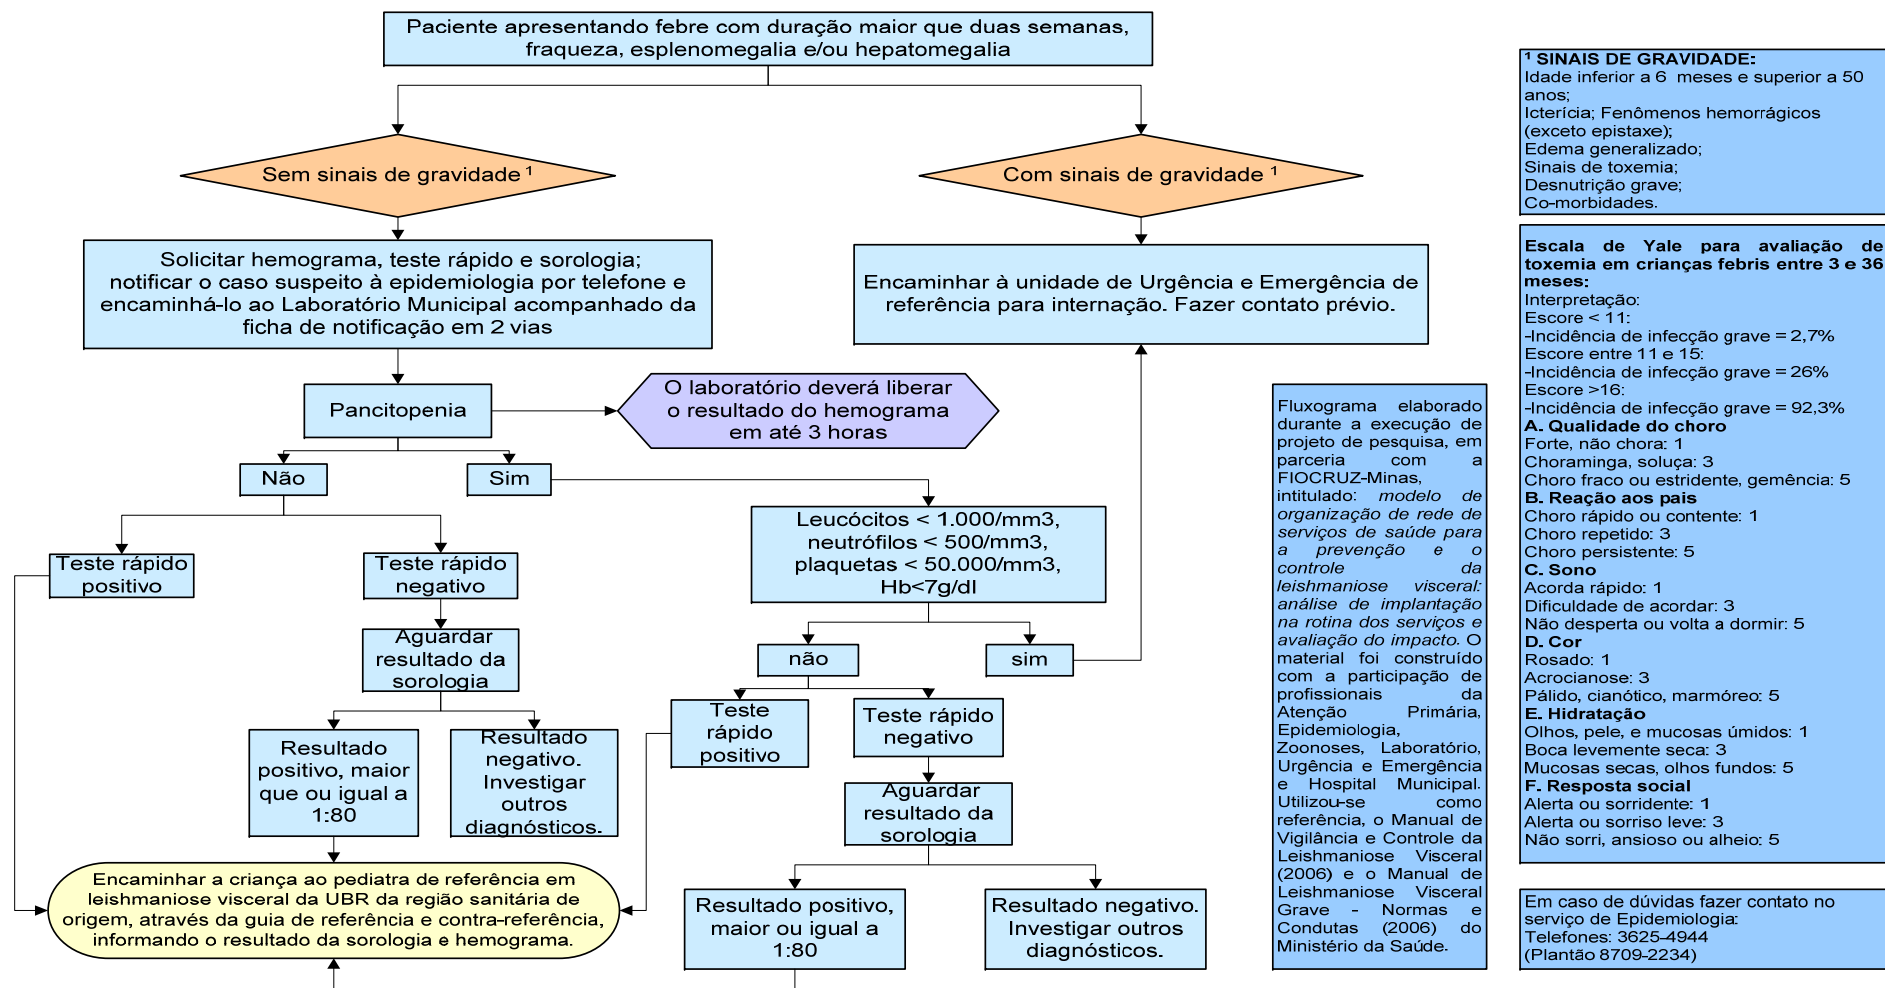 Paciente apresentando febre com duração maior que duas semanas,
fraqueza, esplenomegalia e/ou hepatomegalia
Sem sinais de gravidade ¹
Com sinais de gravidade ¹
Solicitar hemograma, teste rápido e sorologia;
notificar o caso suspeito à epidemiologia por telefone e
encaminhá-lo ao Laboratório Municipal acompanhado da
ficha de notificação em 2 vias
Encaminhar à unidade de Urgência e Emergência de
referência para internação. Fazer contato prévio.
Pancitopenia
O laboratório deverá liberar
o resultado do hemograma
em até 3 horas
Não
Sim
Leucócitos < 1.000/mm3,
neutrófilos < 500/mm3,
plaquetas < 50.000/mm3,
Hb<7g/dl
Teste rápido
positivo
Teste rápido
negativo
Aguardar
resultado da
sorologia
não
sim
Teste
rápido
positivo
Teste rápido
negativo
Resultado
positivo, maior
que ou igual a
1:80
Resultado
negativo.
Investigar
outros
diagnósticos.
Aguardar
resultado da
sorologia
Encaminhar a criança ao pediatra de referência em
leishmaniose visceral da UBR da região sanitária de
origem, através da guia de referência e contra-referência,
informando o resultado da sorologia e hemograma.
Resultado positivo,
maior ou igual a
1:80
Resultado negativo.
Investigar outros
diagnósticos.
Fluxograma elaborado
durante a execução de
projeto de pesquisa, em
parceria com a
FIOCRUZ-Minas,
intitulado: modelo de
organização de rede de
serviços de saúde para
a prevenção e o
controle da
leishmaniose visceral:
análise de implantação
na rotina dos serviços e
avaliação do impacto. O
material foi construído
com a participação de
profissionais da
Atenção Primária,
Epidemiologia,
Zoonoses, Laboratório,
Urgência e Emergência
e Hospital Municipal.
Utilizou-se como
referência, o Manual de
Vigilância e Controle da
Leishmaniose Visceral
(2006) e o Manual de
Leishmaniose Visceral
Grave - Normas e
Condutas (2006) do
Ministério da Saúde.
¹ SINAIS DE GRAVIDADE:
Idade inferior a 6 meses e superior a 50
anos;
Icterícia; Fenômenos hemorrágicos
(exceto epistaxe);
Edema generalizado;
Sinais de toxemia;
Desnutrição grave;
Co-morbidades.
Escala de Yale para avaliação de
toxemia em crianças febris entre 3 e 36
meses:
Interpretação:
Escore < 11:
-Incidência de infecção grave = 2,7%
Escore entre 11 e 15:
-Incidência de infecção grave = 26%
Escore >16:
-Incidência de infecção grave = 92,3%
A. Qualidade do choro
Forte, não chora: 1
Choraminga, soluça: 3
Choro fraco ou estridente, gemência: 5
B. Reação aos pais
Choro rápido ou contente: 1
Choro repetido: 3
Choro persistente: 5
C. Sono
Acorda rápido: 1
Dificuldade de acordar: 3
Não desperta ou volta a dormir: 5
D. Cor
Rosado: 1
Acrocianose: 3
Pálido, cianótico, marmóreo: 5
E. Hidratação
Olhos, pele, e mucosas úmidos: 1
Boca levemente seca: 3
Mucosas secas, olhos fundos: 5
F. Resposta social
Alerta ou sorridente: 1
Alerta ou sorriso leve: 3
Não sorri, ansioso ou alheio: 5
Em caso de dúvidas fazer contato no
serviço de Epidemiologia:
Telefones: 3625-4944
(Plantão 8709-2234)